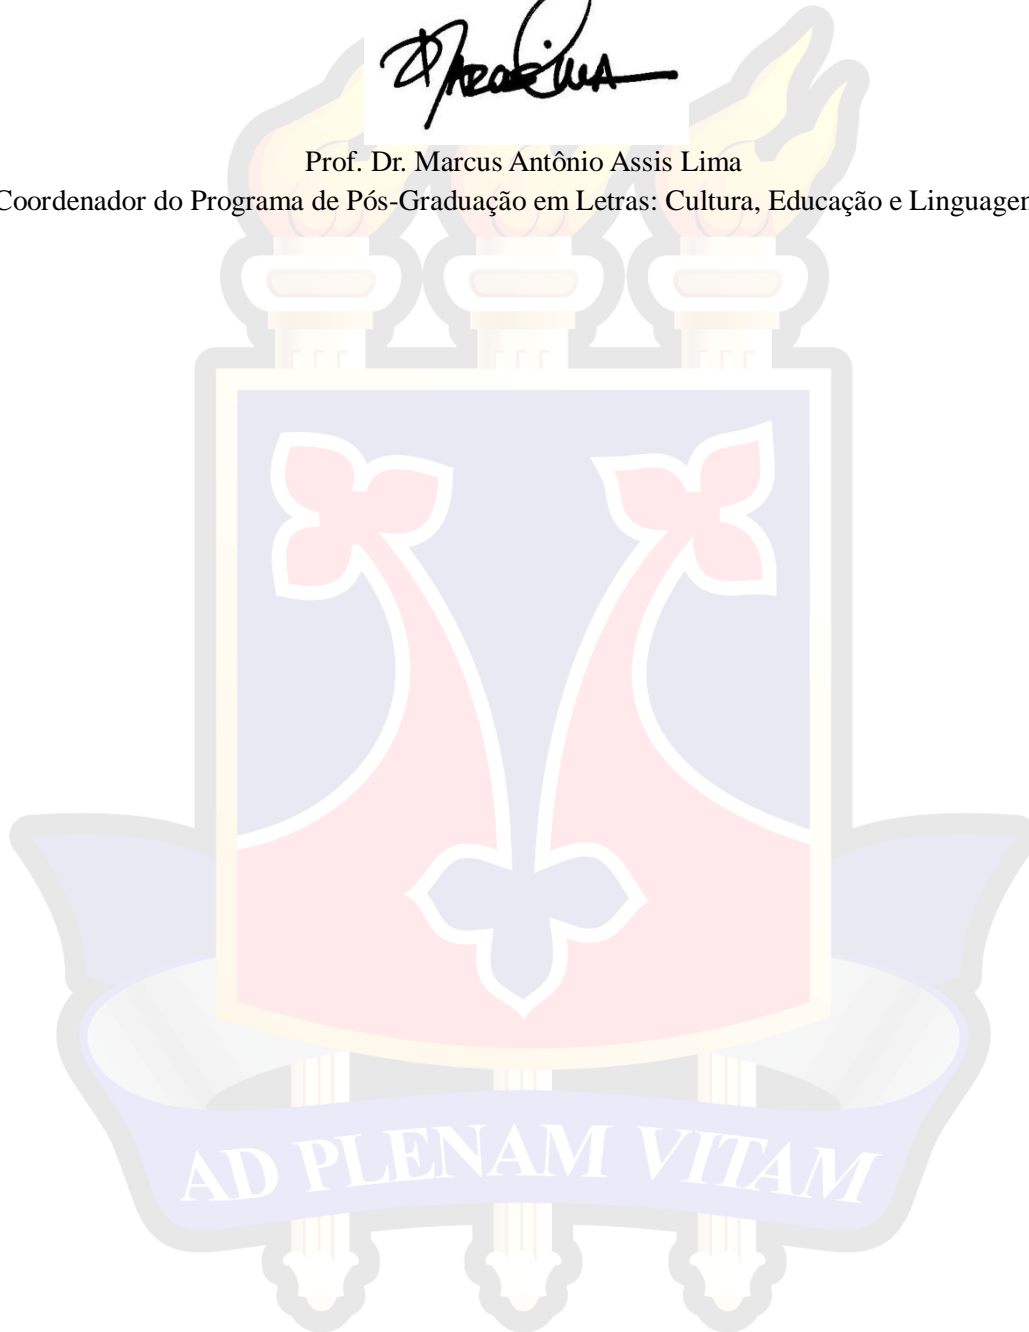 Prof. Dr. Marcus Antônio Assis Lima
Coordenador do Programa de Pós-Graduação em Letras: Cultura, Educação e Linguagen
AD PLENAM VITAM